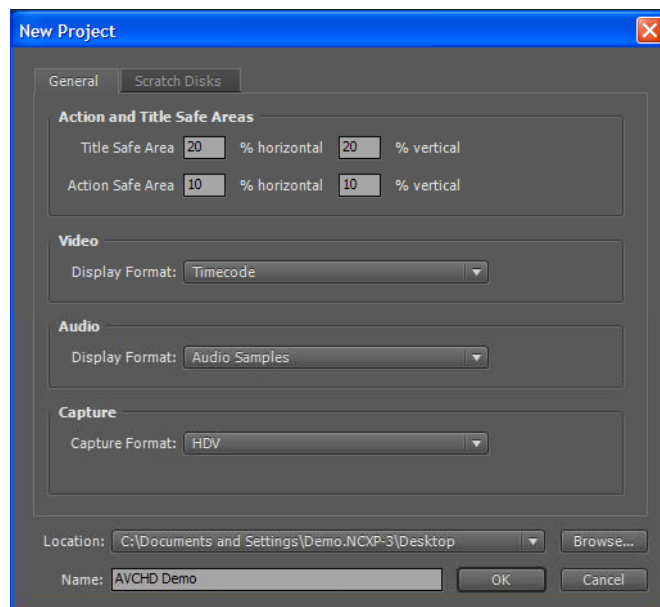 New Project
General Scratch Disks
Action and Title Safe Areas
Title Safe Area 20 % horizontal 20 % vertical
Action Safe Area 10 % horizontal 10 % vertical
Video
Display Format: Timecode
Audio
Display Format: Audio Samples
Capture
Capture Format: HDV
Location: C:\Documents and Settings\Demo.NCXP-3\Desktop Browse...
Name: AVCHD Demo OK Cancel